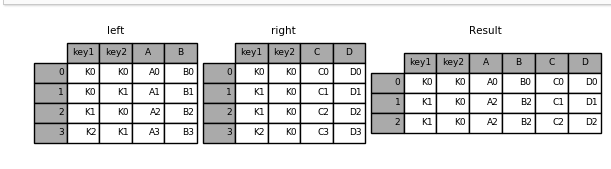 left right Result
key1 key2 A B key1 key2 C D key1 key2 A B C D
0 K0 K0 A0 B0 0 K0 K0 C0 D0 0 K0 K0 A0 B0 C0 D0
1 K0 K1 A1 B1 1 K1 K0 C1 D1 1 K1 K0 A2 B2 C1 D1
2 K1 K0 A2 B2 2 K1 K0 C2 D2 2 K1 K0 A2 B2 C2 D2
3 K2 K1 A3 B3 3 K2 K0 C3 D3